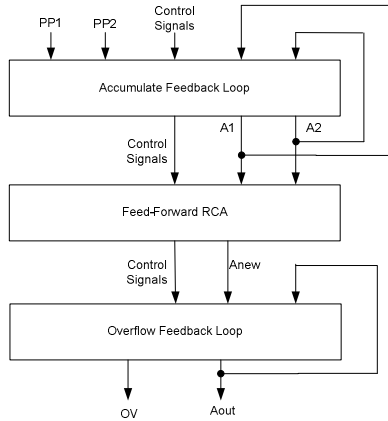 PP1
PP2
Control
Signals
Accumulate Feedback Loop
Control
Signals
A1
A2
Feed-Forward RCA
Control
Signals
Anew
Overflow Feedback Loop
OV
Aout